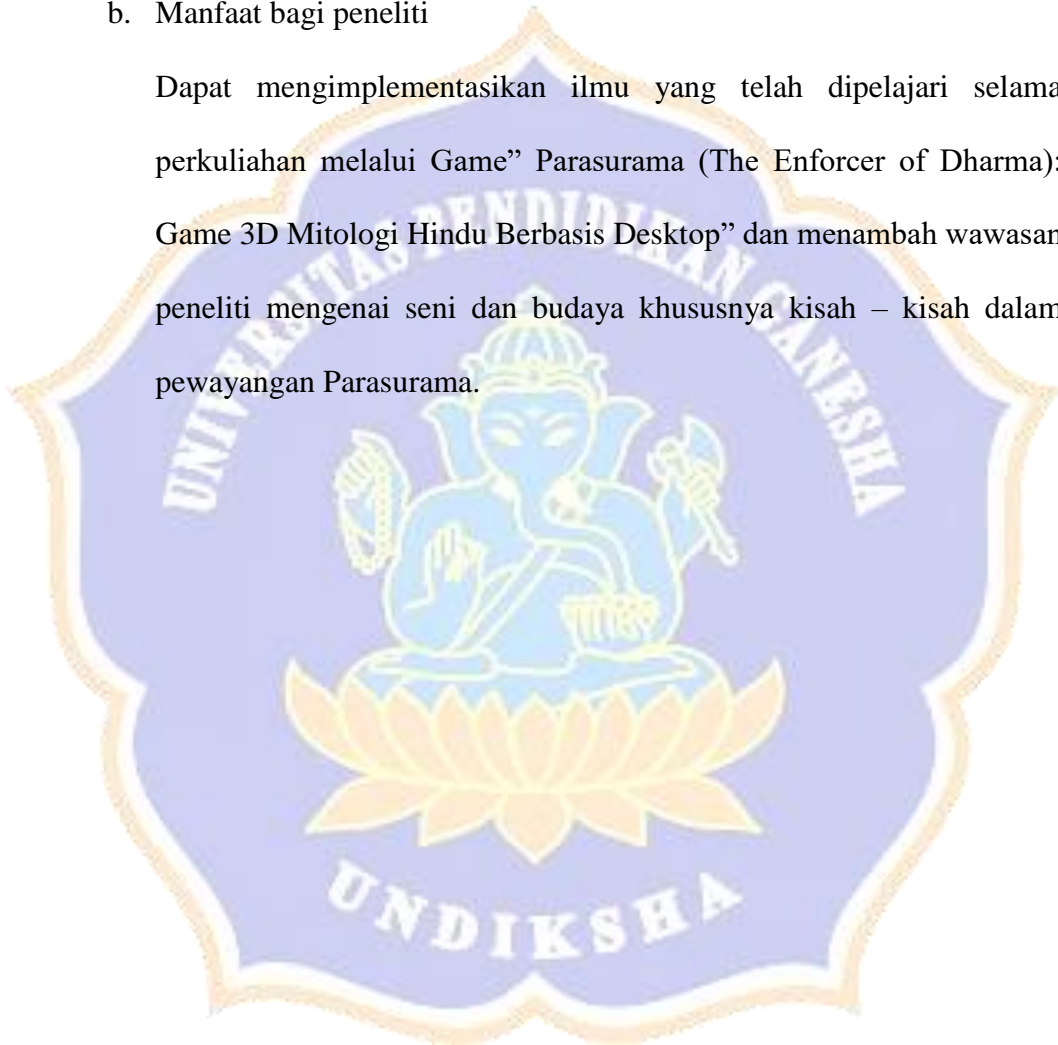 b. Manfaat bagi peneliti
Dapat mengimplementasikan ilmu yang telah dipelajari selama
perkuliahan melalui Game” Parasurama (The Enforcer of Dharma):
Game 3D Mitologi Hindu Berbasis Desktop” dan menambah wawasan
peneliti mengenai seni dan budaya khususnya kisah – kisah dalam
pewayangan Parasurama.
UNIVERSITAS PENDIDIKAN GANESHA
UNDIKSHA